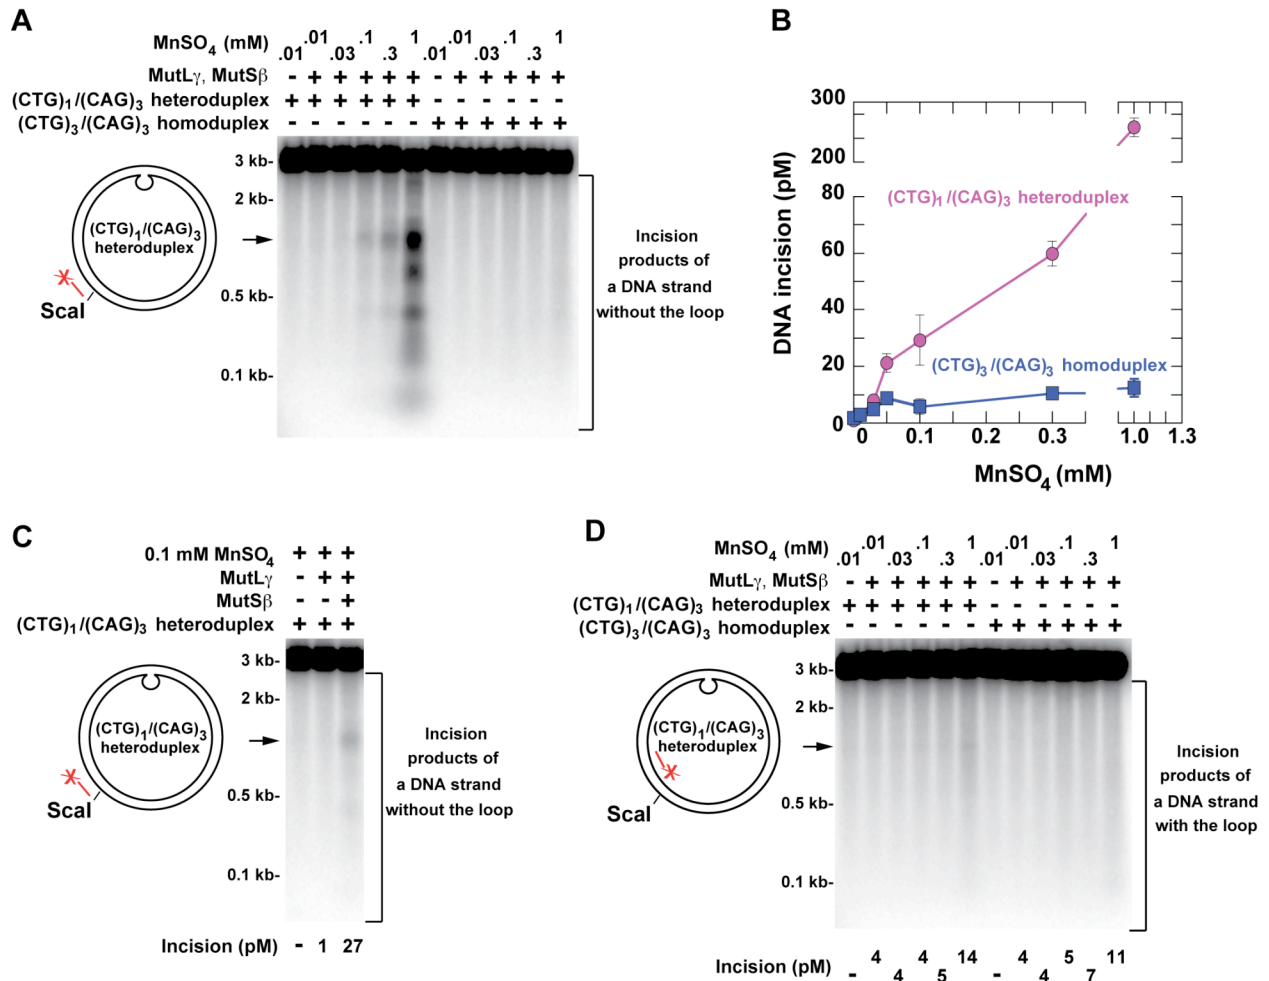 A
MnSO4 (mM) .01 .01 .03 .1 .3 1 .01 .01 .03 .1 .3 1
MutLγ, MutSβ - + + + + + - + + + + +
(CTG)1/(CAG)3 heteroduplex + + + + + + - - - - - -
(CTG)3/(CAG)3 homoduplex - - - - - - + + + + + +
3 kb-
2 kb-
0.5 kb-
0.1 kb-
(CTG)1/(CAG)3
heteroduplex
ScaI
Incision
products of
a DNA strand
without the loop
B
300
200
80
60
40
20
0
DNA incision (pM)
(CTG)1/(CAG)3 heteroduplex
(CTG)3/(CAG)3 homoduplex
0 0.1 0.2 0.3 1.0 1.3
MnSO4 (mM)
C
0.1 mM MnSO4 + + +
MutLγ - + +
MutSβ - - +
(CTG)1/(CAG)3 heteroduplex + + +
3 kb-
2 kb-
0.5 kb-
0.1 kb-
(CTG)1/(CAG)3
heteroduplex
ScaI
Incision
products of
a DNA strand
without the loop
Incision (pM) - 1 27
D
MnSO4 (mM) .01 .01 .03 .1 .3 1 .01 .01 .03 .1 .3 1
MutLγ, MutSβ - + + + + + - + + + + +
(CTG)1/(CAG)3 heteroduplex + + + + + + - - - - - -
(CTG)3/(CAG)3 homoduplex - - - - - - + + + + + +
3 kb-
2 kb-
0.5 kb-
0.1 kb-
(CTG)1/(CAG)3
heteroduplex
ScaI
Incision
products of
a DNA strand
with the loop
Incision (pM) - 4 4 4 5 14 - 4 4 5 7 11